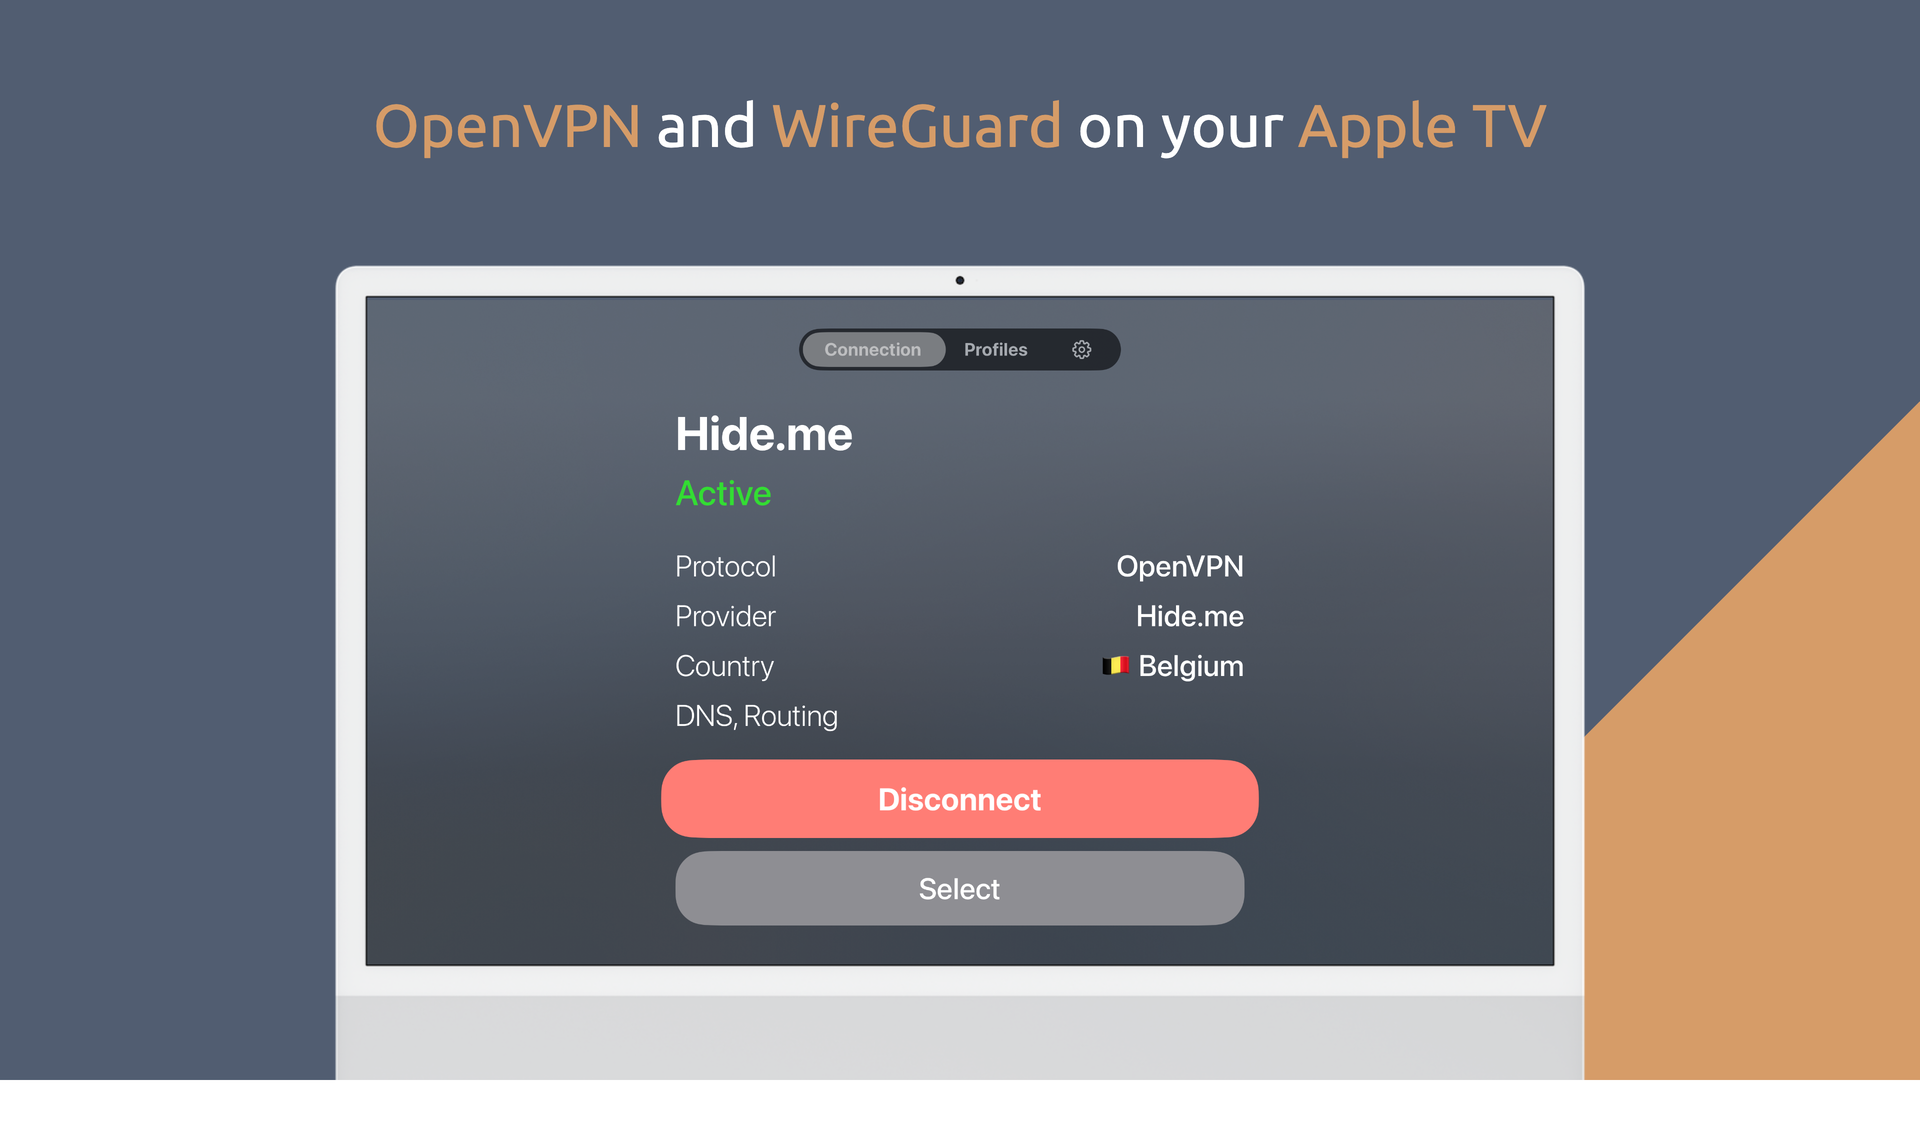 OpenVPN and WireGuard on your Apple TV
Connection Profiles
Hide.me
Active
Protocol OpenVPN
Provider Hide.me
Country Belgium
DNS, Routing
Disconnect
Select